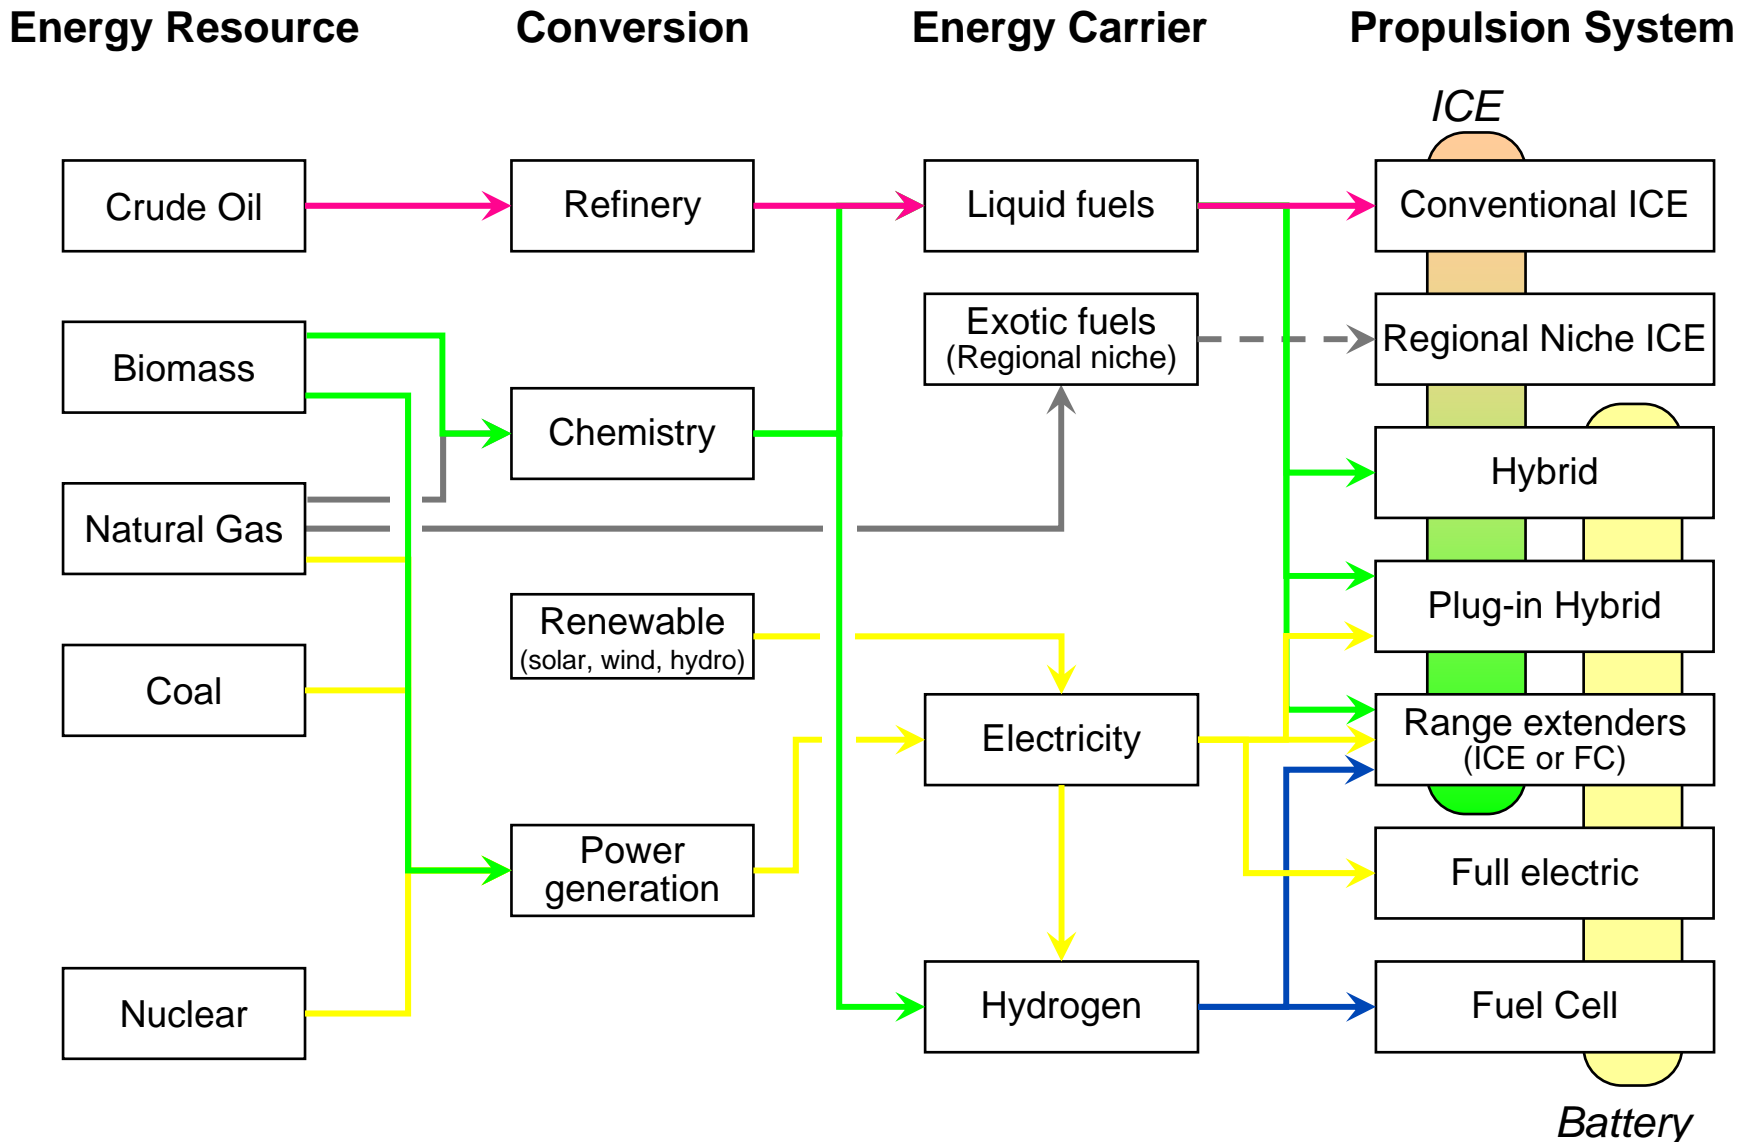 Energy Resource
Conversion
Energy Carrier
Propulsion System
ICE
Crude Oil
Refinery
Liquid fuels
Conventional ICE
Biomass
Exotic fuels
(Regional niche)
Regional Niche ICE
Chemistry
Hybrid
Natural Gas
Renewable
(solar, wind, hydro)
Plug-in Hybrid
Coal
Electricity
Range extenders
(ICE or FC)
Power
generation
Full electric
Nuclear
Hydrogen
Fuel Cell
Battery